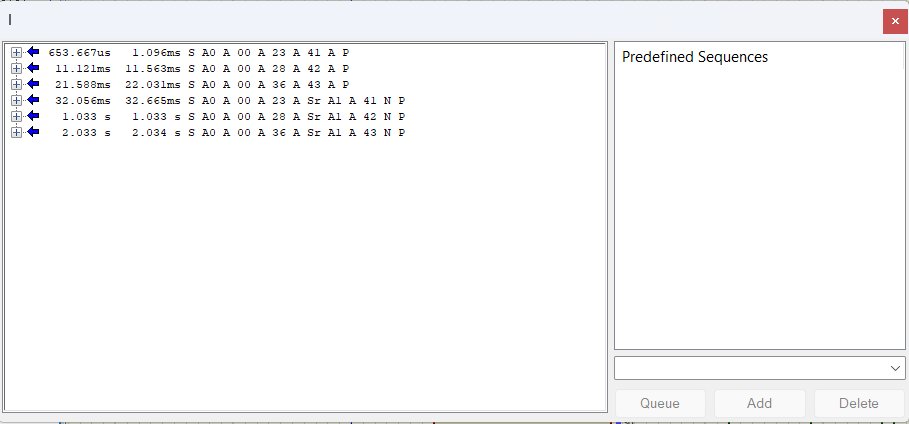 653.667us 1.096ms S A0 A 00 A 23 A 41 A P
11.121ms 11.563ms S A0 A 00 A 28 A 42 A P
21.588ms 22.031ms S A0 A 00 A 36 A 43 A P
32.056ms 32.665ms S A0 A 00 A 23 A Sr A1 A 41 N P
1.033 s 1.033 s S A0 A 00 A 28 A Sr A1 A 42 N P
2.033 s 2.034 s S A0 A 00 A 36 A Sr A1 A 43 N P
Predefined Sequences
Queue Add Delete